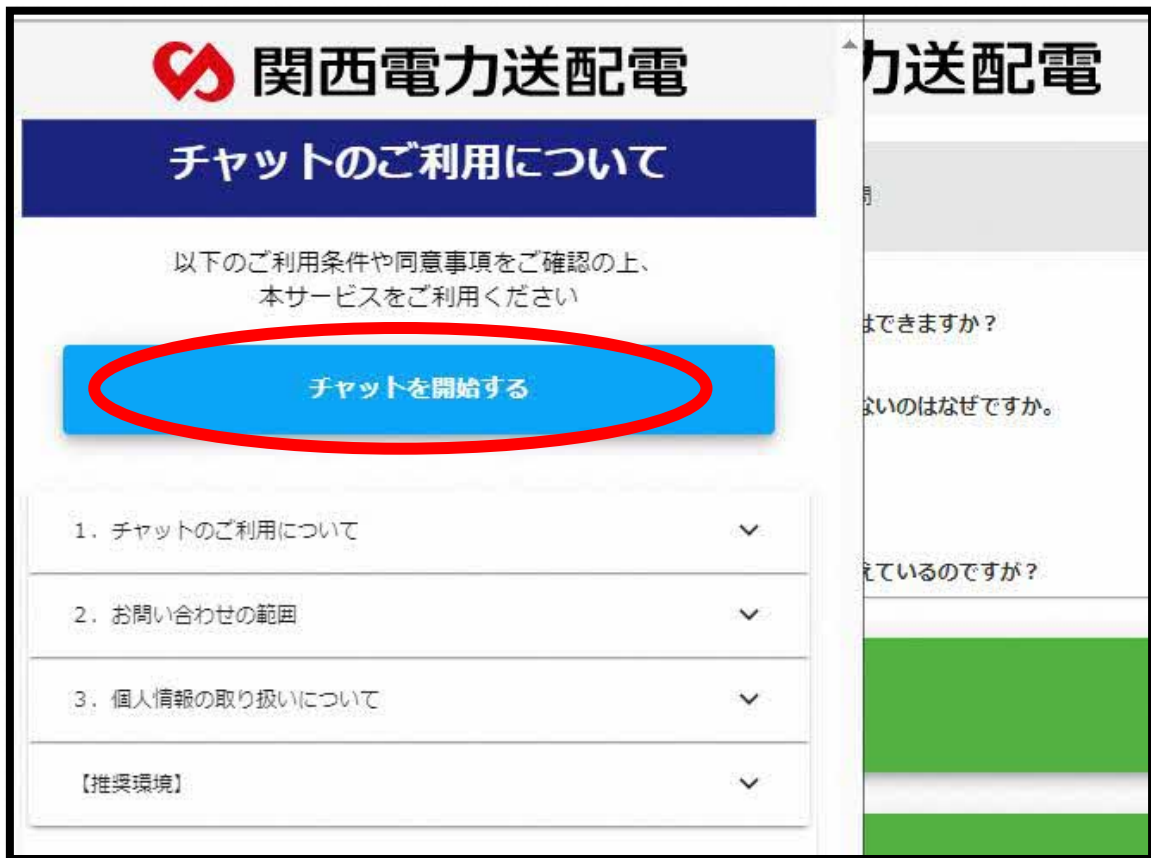 関西電力送配電
チャットのご利用について
以下のご利用条件や同意事項をご確認の上、
本サービスをご利用ください
チャットを開始する
1. チャットのご利用について
2. お問い合わせの範囲
3. 個人情報の取り扱いについて
【推奨環境】
力送配電
問
はできますか？
ないのはなぜですか。
えているのですが？